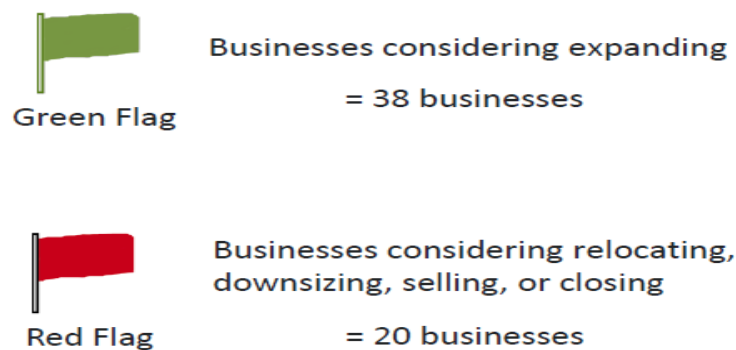 Businesses considering expanding
= 38 businesses
Green Flag
Businesses considering relocating,
downsizing, selling, or closing
= 20 businesses
Red Flag